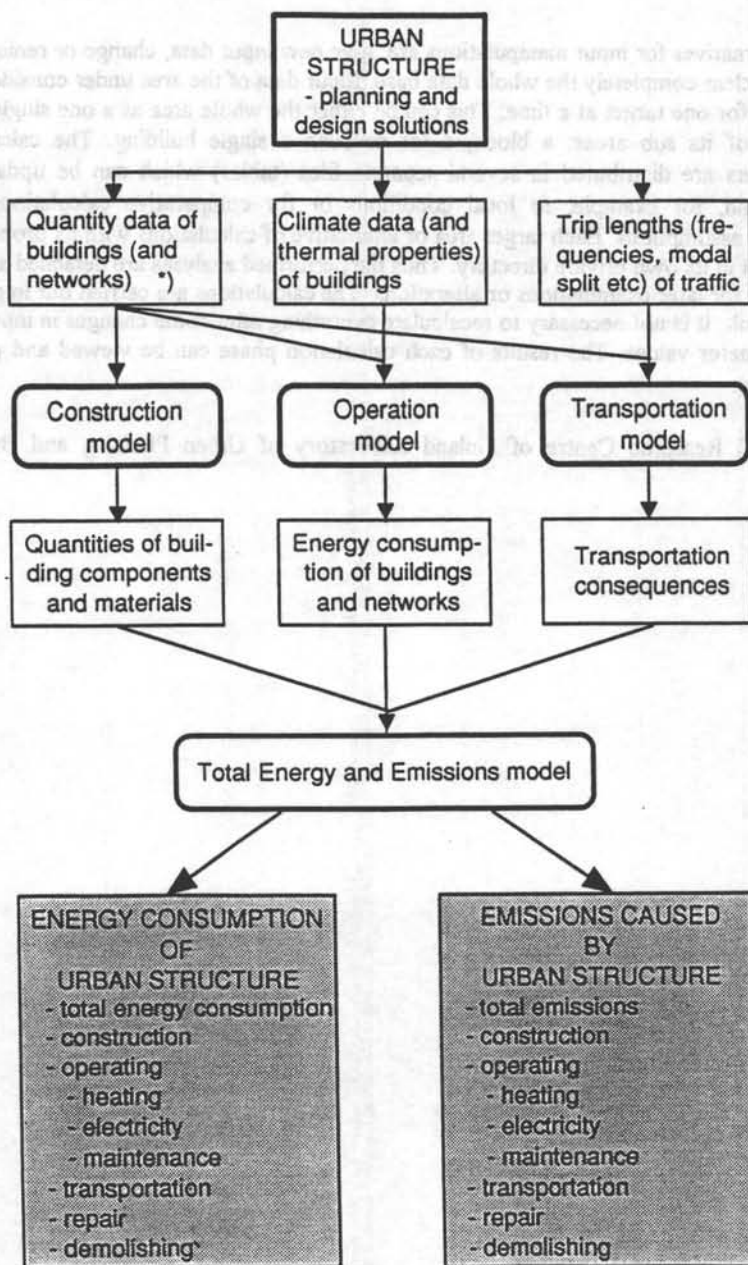 URBAN
STRUCTURE
planning and
design solutions
Quantity data of
buildings (and
networks) *)
Climate data (and
thermal properties)
of buildings
Trip lengths (fre-
quencies, modal
split etc) of traffic
Construction
model
Operation
model
Transportation
model
Quantities of buil-
ding components
and materials
Energy consump-
tion of buildings
and networks
Transportation
consequences
Total Energy and Emissions model
ENERGY CONSUMPTION
OF
URBAN STRUCTURE
- total energy consumption
- construction
- operating
- heating
- electricity
- maintenance
- transportation
- repair
- demolishing
EMISSIONS CAUSED
BY
URBAN STRUCTURE
- total emissions
- construction
- operating
- heating
- electricity
- maintenance
- transportation
- repair
- demolishing